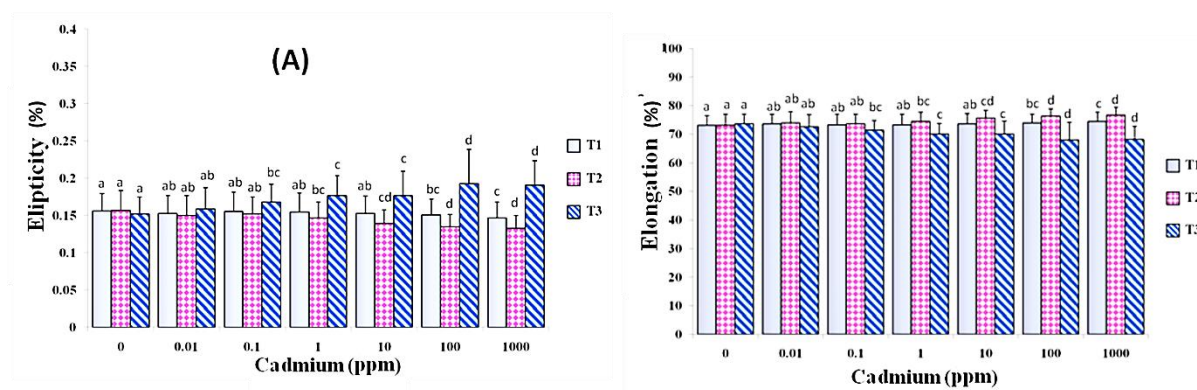 (A)
Elipticity (%)
0.4
0.35
0.3
0.25
0.2
0.15
0.1
0.05
0
a a a
ab ab ab
ab ab bc
ab bc c
ab cd c
bc d d
c d d
0 0.01 0.1 1 10 100 1000
Cadmium (ppm)
T1
T2
T3
Elongation (%)
100
90
80
70
60
50
40
30
20
10
0
a a a
ab ab ab
ab ab bc
ab bc c
ab cd c
ab d d
c d d
0 0.01 0.1 1 10 100 1000
Cadmium (ppm)
T1
T2
T3